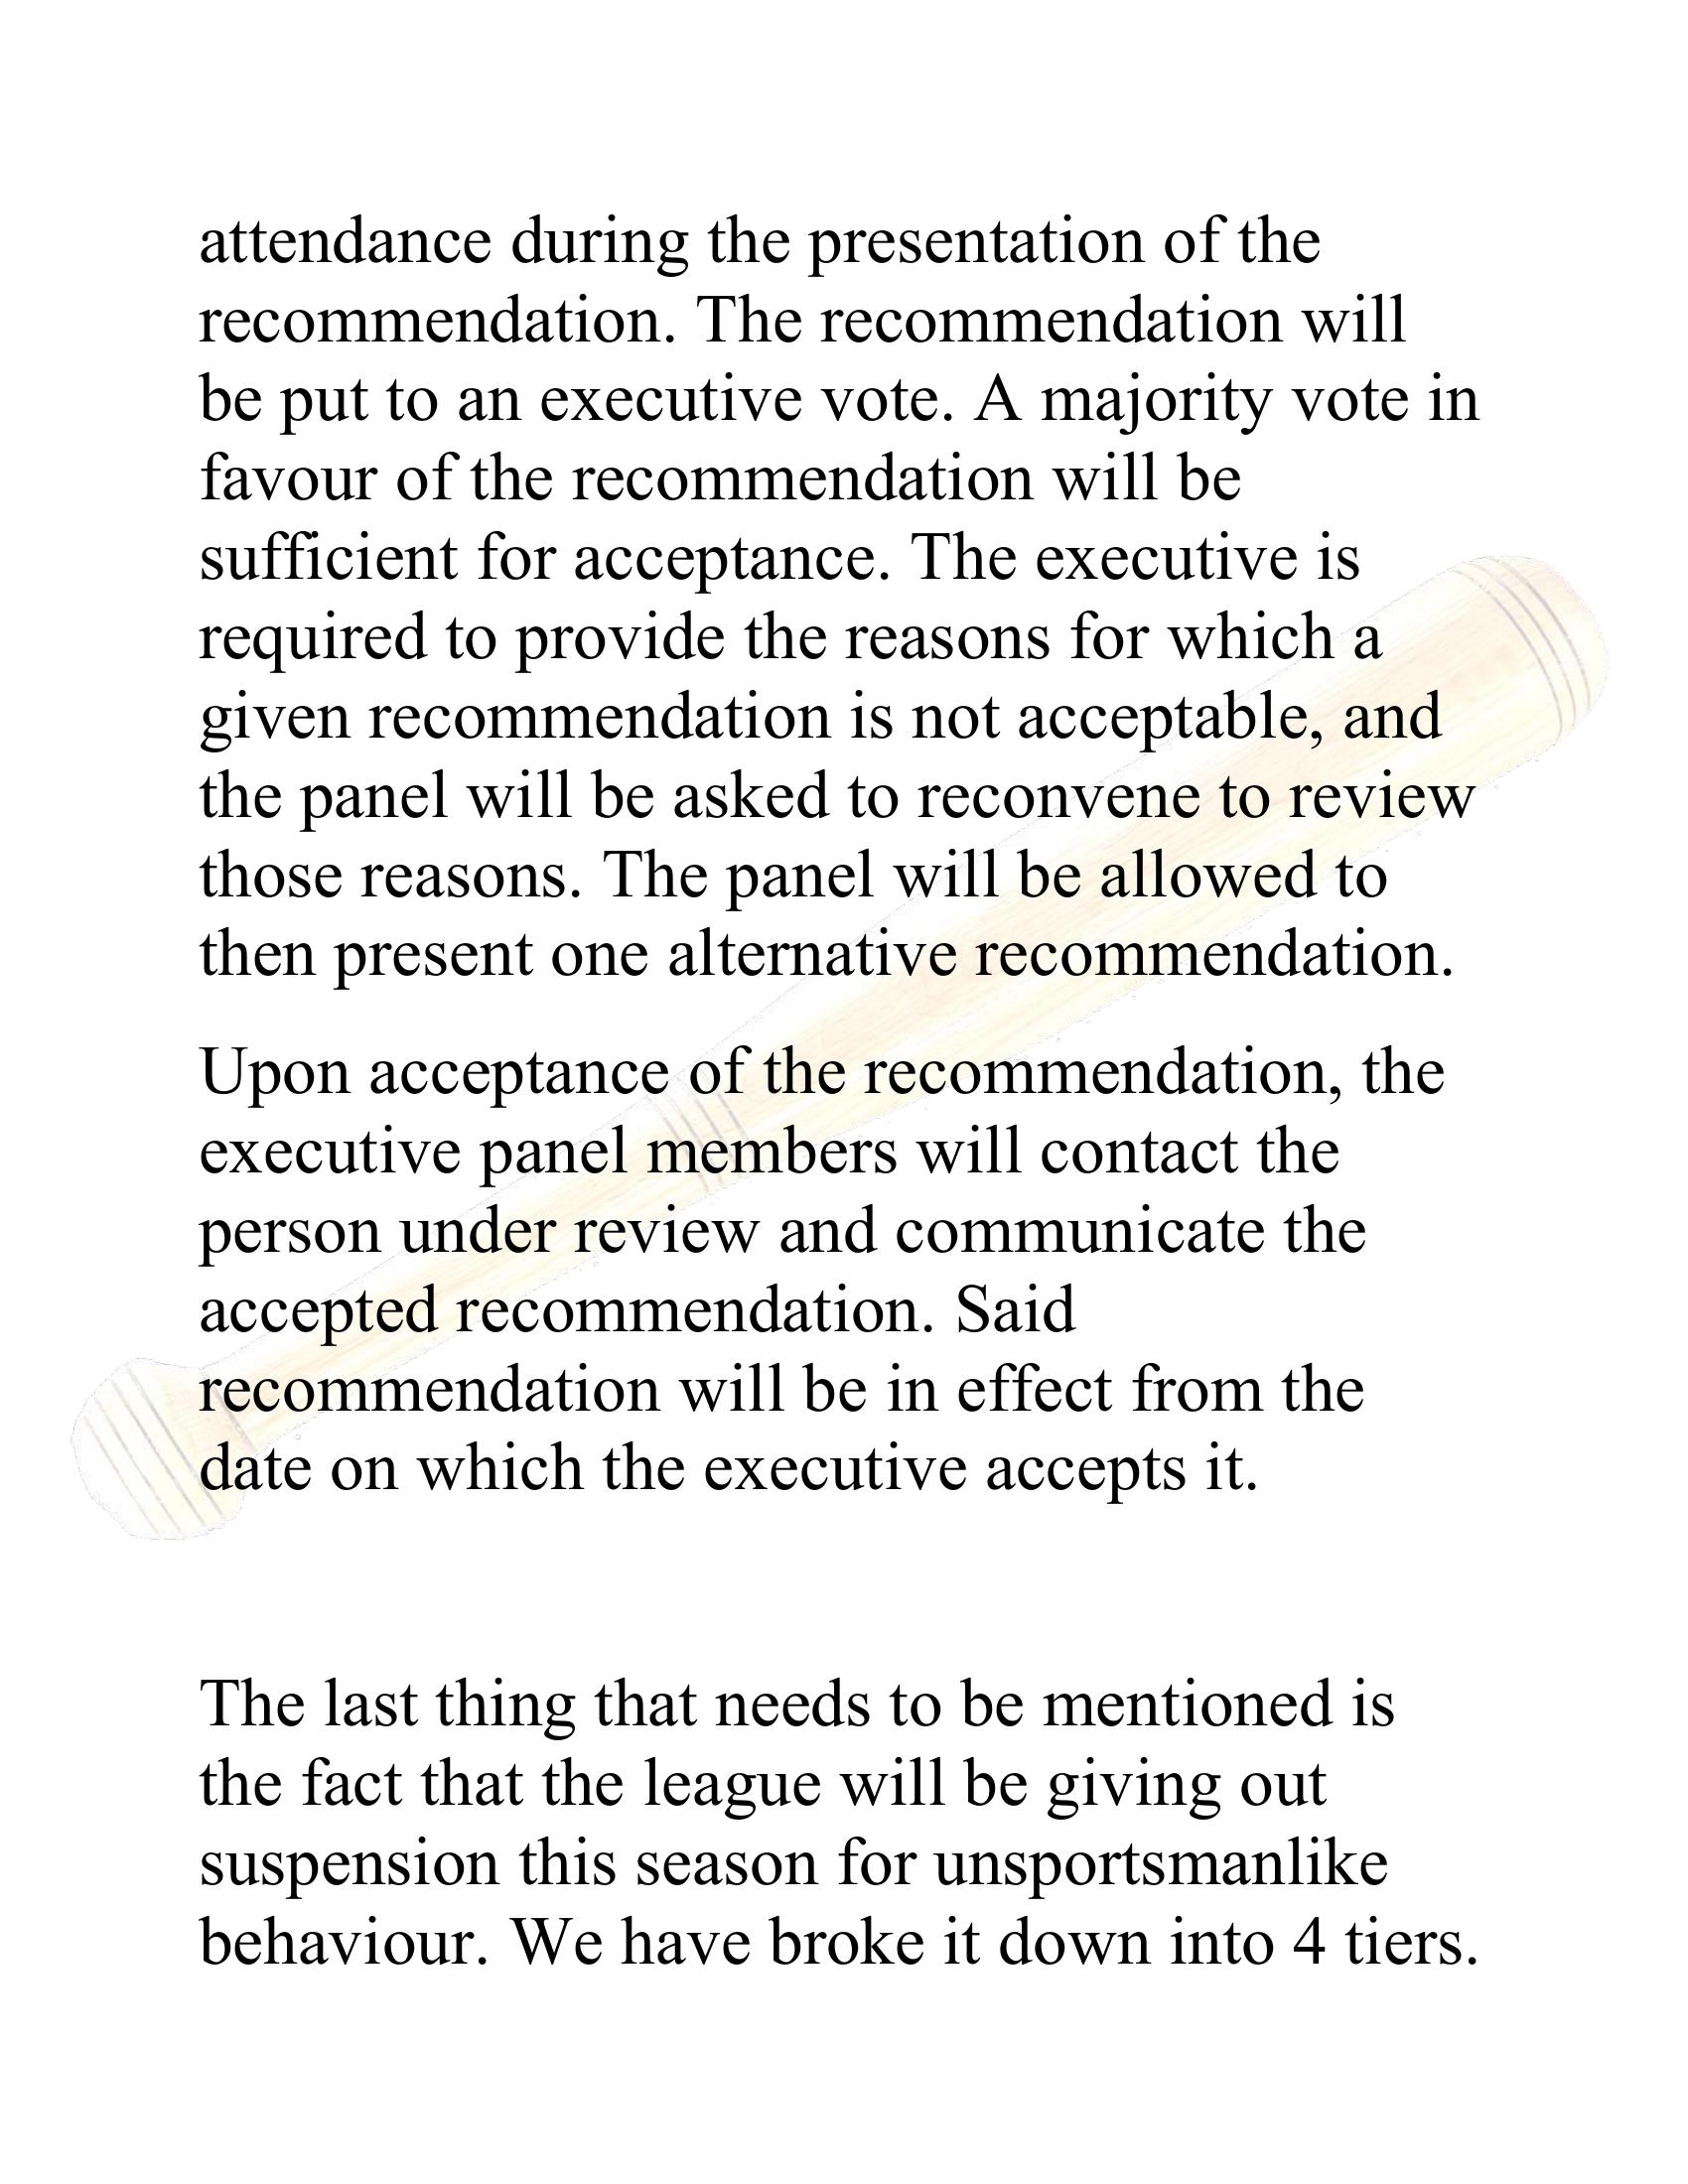 attendance during the presentation of the
recommendation. The recommendation will
be put to an executive vote. A majority vote in
favour of the recommendation will be
sufficient for acceptance. The executive is
required to provide the reasons for which a
given recommendation is not acceptable, and
the panel will be asked to reconvene to review
those reasons. The panel will be allowed to
then present one alternative recommendation.
Upon acceptance of the recommendation, the
executive panel members will contact the
person under review and communicate the
accepted recommendation. Said
recommendation will be in effect from the
date on which the executive accepts it.
The last thing that needs to be mentioned is
the fact that the league will be giving out
suspension this season for unsportsmanlike
behaviour. We have broke it down into 4 tiers.